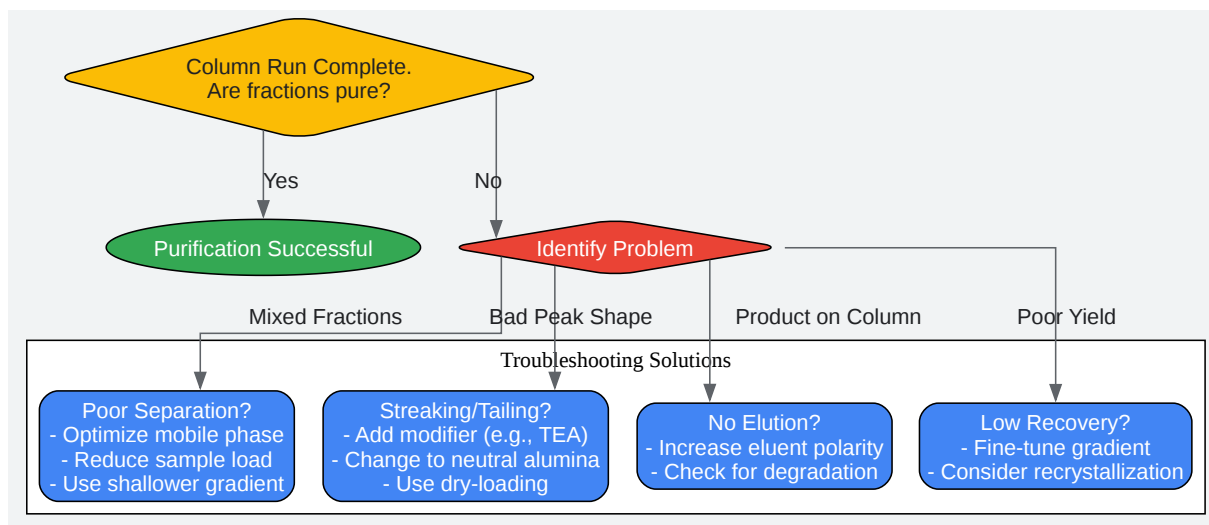 Column Run Complete.
Are fractions pure?
Yes
No
Purification Successful
Identify Problem
Mixed Fractions
Bad Peak Shape
Product on Column
Poor Yield
Troubleshooting Solutions
Poor Separation?
- Optimize mobile phase
- Reduce sample load
- Use shallower gradient
Streaking/Tailing?
- Add modifier (e.g., TEA)
- Change to neutral alumina
- Use dry-loading
No Elution?
- Increase eluent polarity
- Check for degradation
Low Recovery?
- Fine-tune gradient
- Consider recrystallization